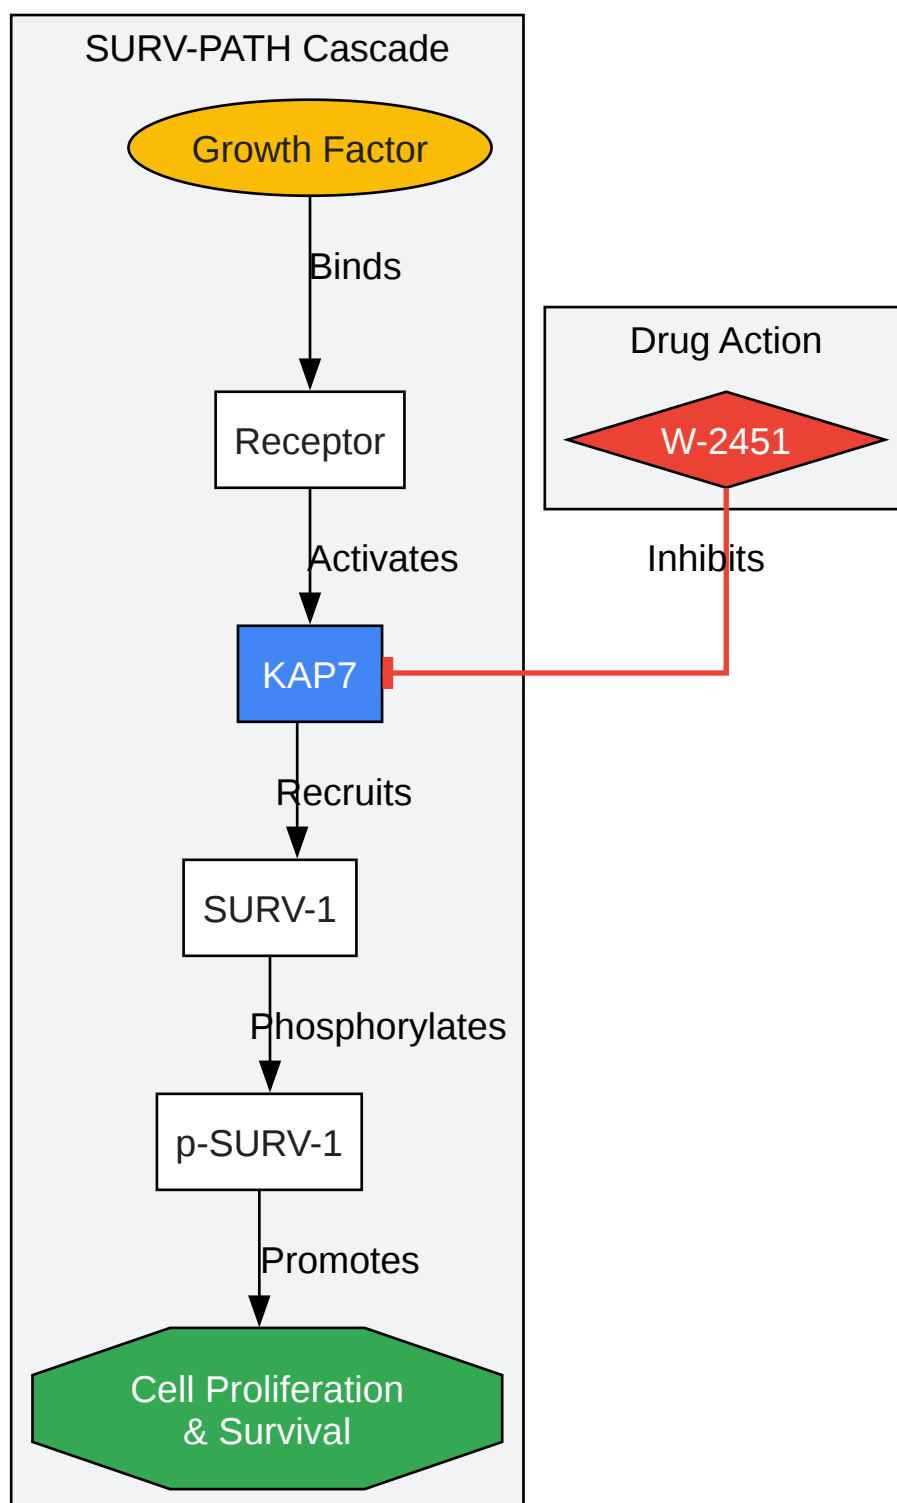 SURV-PATH Cascade
Growth Factor
Binds
Drug Action
Receptor
W-2451
Activates
Inhibits
KAP7
Recruits
SURV-1
Phosphorylates
p-SURV-1
Promotes
Cell Proliferation
& Survival